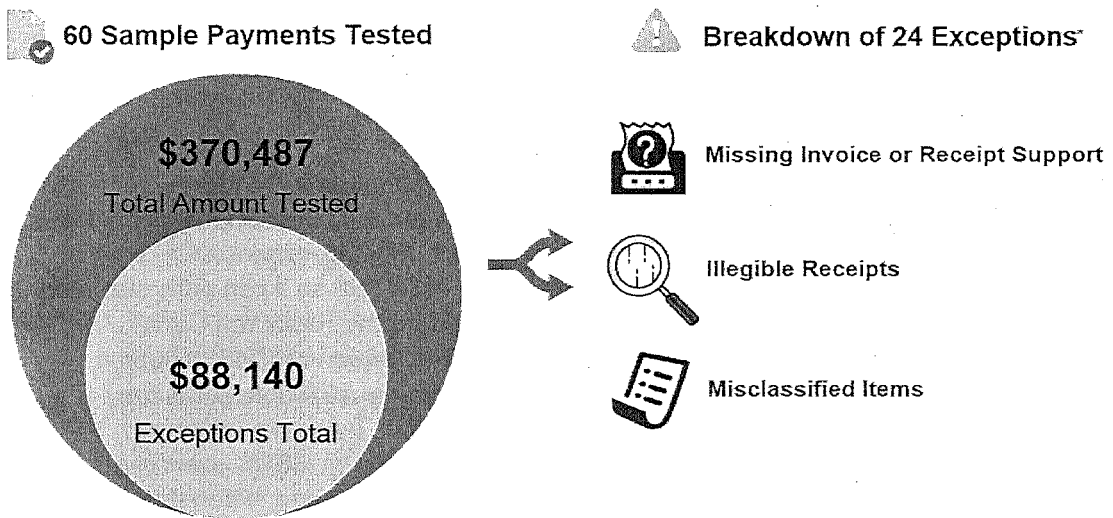 60 Sample Payments Tested
$370,487
Total Amount Tested
$88,140
Exceptions Total
Breakdown of 24 Exceptions*
Missing Invoice or Receipt Support
Illegible Receipts
Misclassified Items